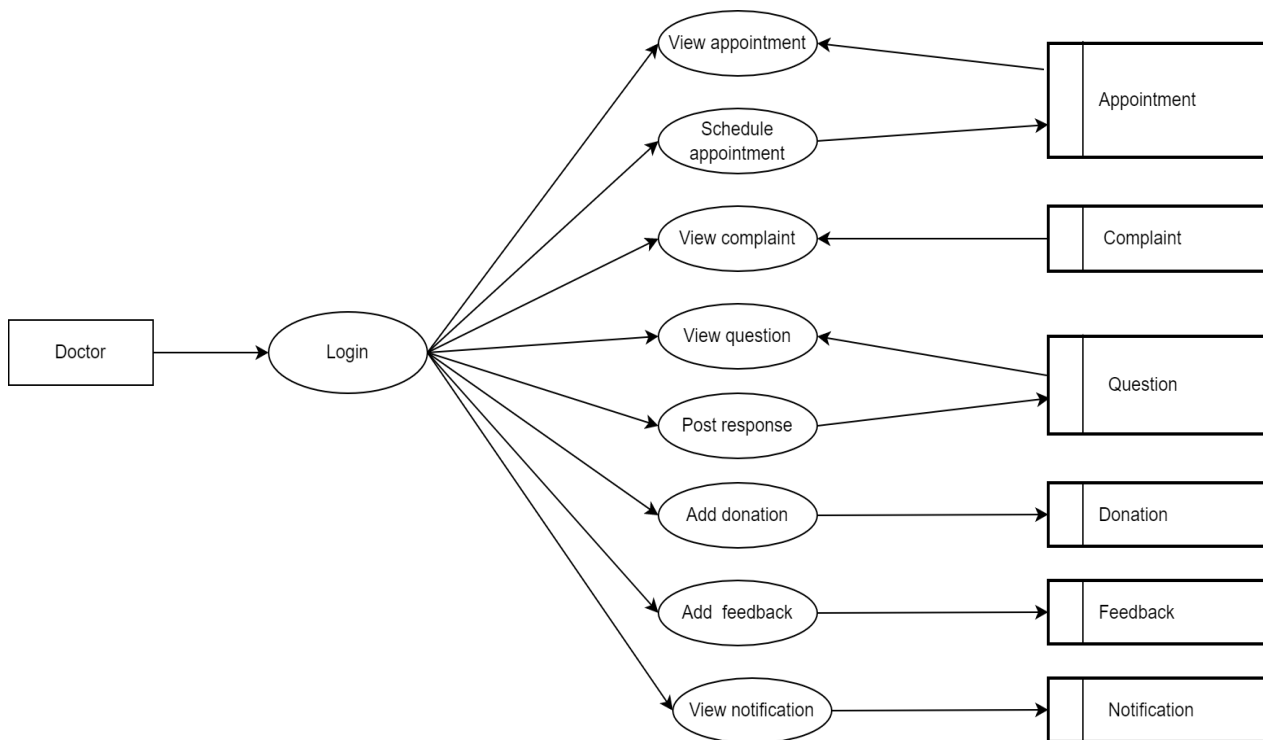 View appointment
Appointment
Schedule
appointment
View complaint
Complaint
Doctor
Login
View question
Question
Post response
Add donation
Donation
Add feedback
Feedback
View notification
Notification